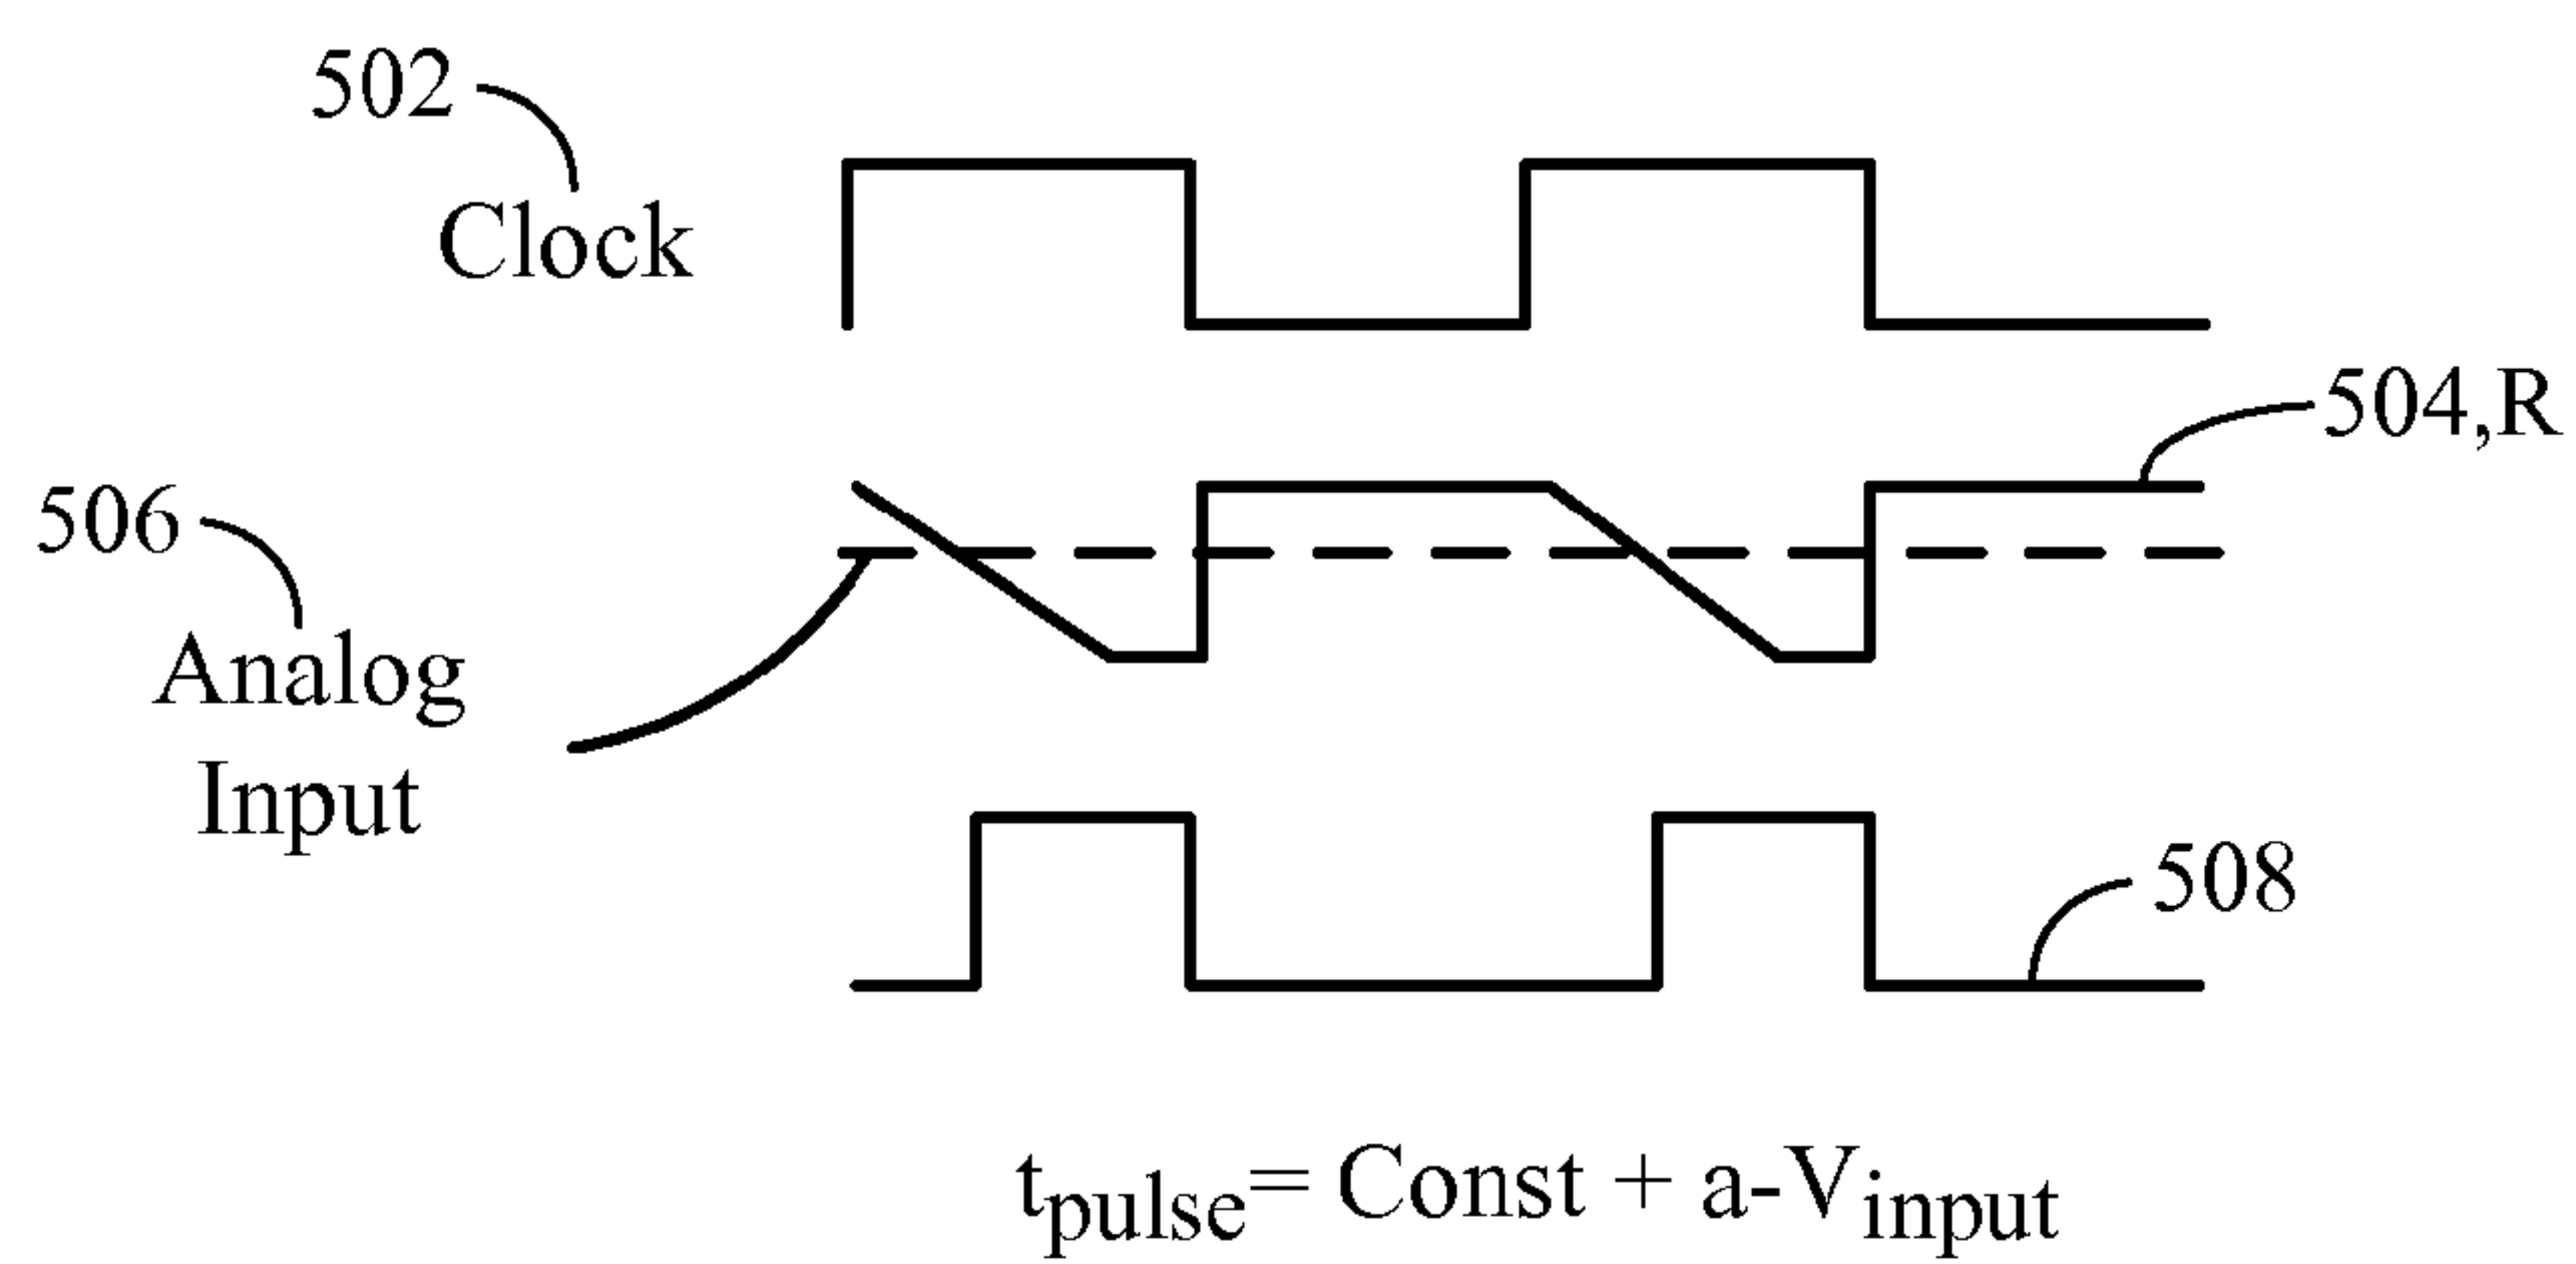 502
Clock
504,R
506
Analog
Input
508
tpulse= Const + a-Vinput